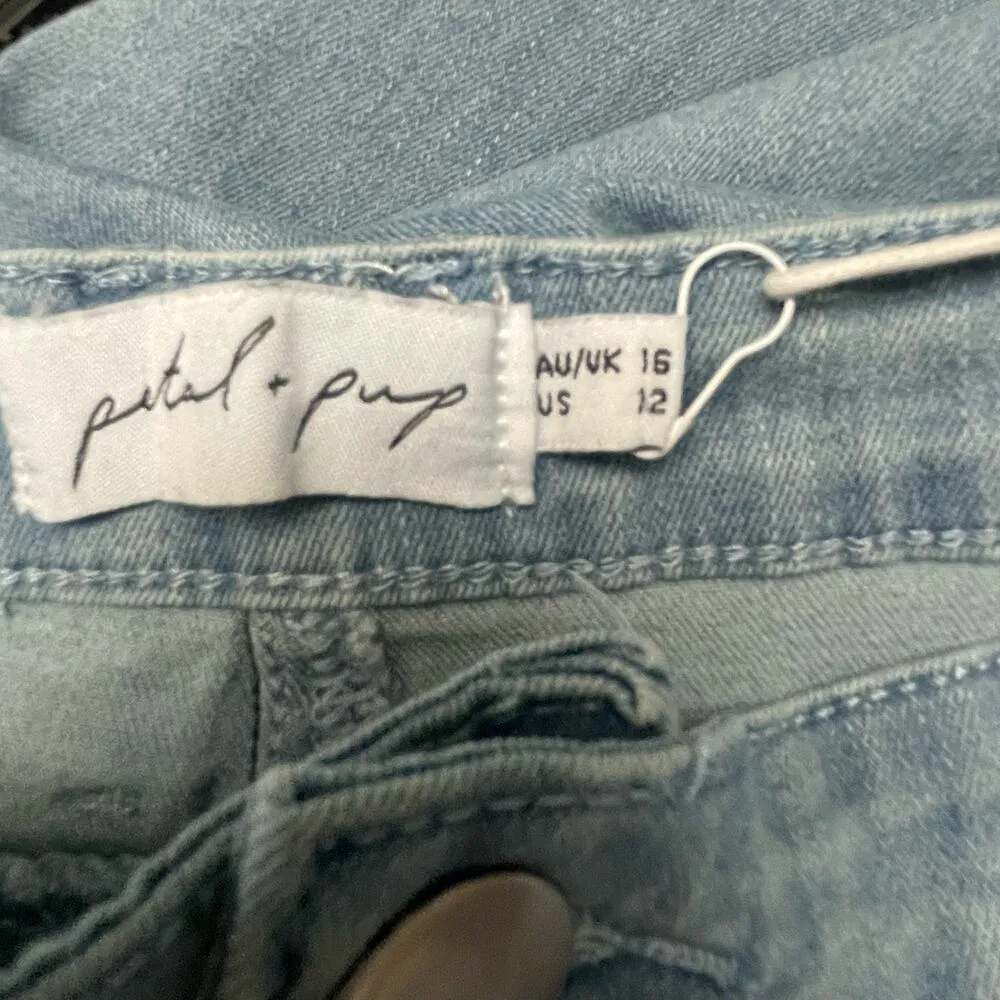 petal + pup
AU/UK 16
US 12